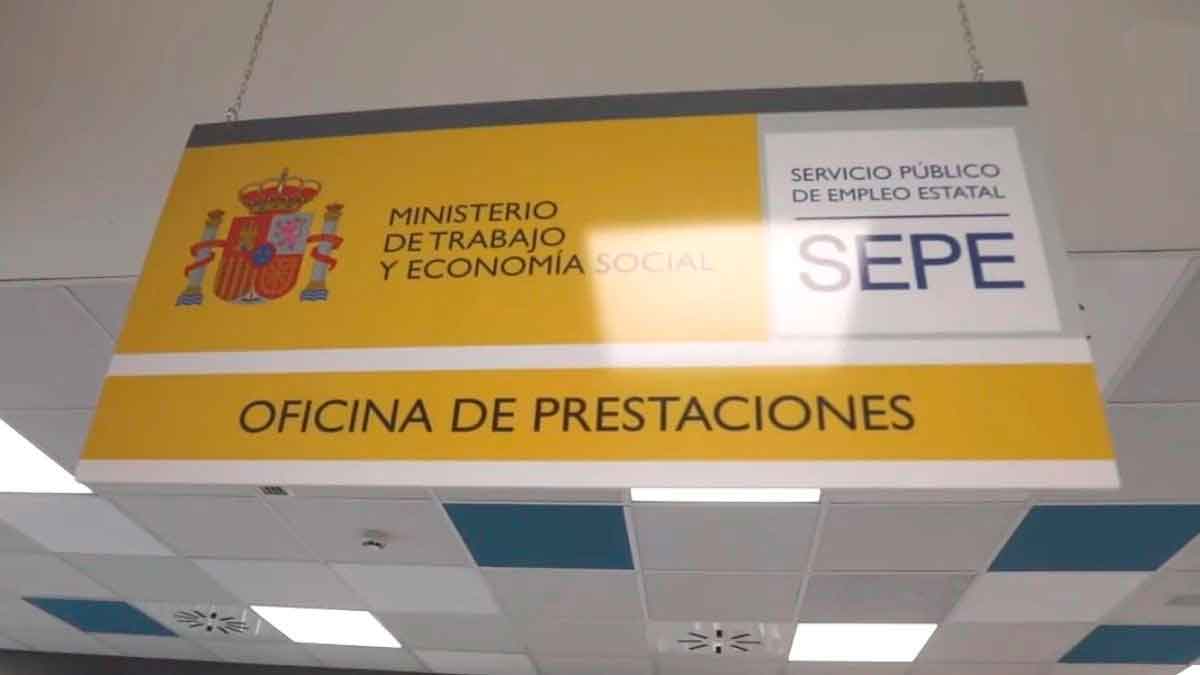 MINISTERIO
DE TRABAJO
Y ECONOMÍA SOCIAL
SERVICIO PÚBLICO
DE EMPLEO ESTATAL
SEPE
OFICINA DE PRESTACIONES